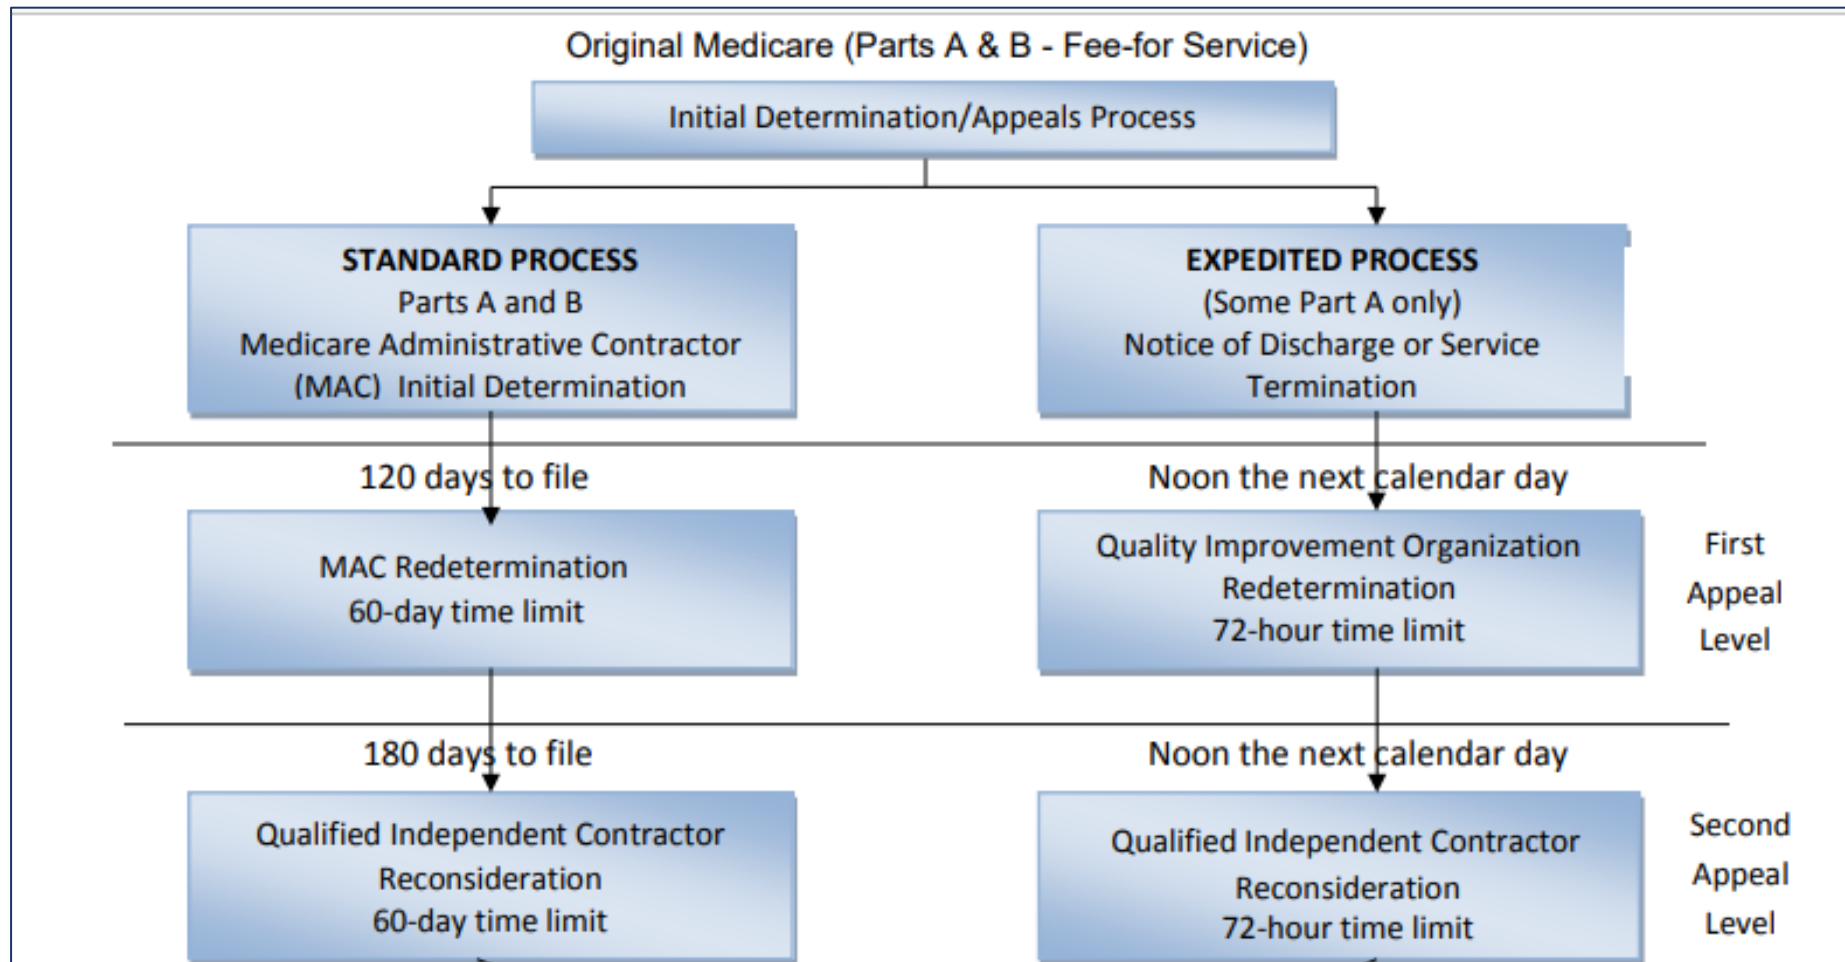 Original Medicare (Parts A & B - Fee-for Service)
Initial Determination/Appeals Process
STANDARD PROCESS
Parts A and B
Medicare Administrative Contractor
(MAC)  Initial Determination
EXPEDITED PROCESS
(Some Part A only)
Notice of Discharge or Service
Termination
120 days to file
Noon the next calendar day
MAC Redetermination
60-day time limit
Quality Improvement Organization
Redetermination
72-hour time limit
First
Appeal
Level
180 days to file
Noon the next calendar day
Qualified Independent Contractor
Reconsideration
60-day time limit
Qualified Independent Contractor
Reconsideration
72-hour time limit
Second
Appeal
Level